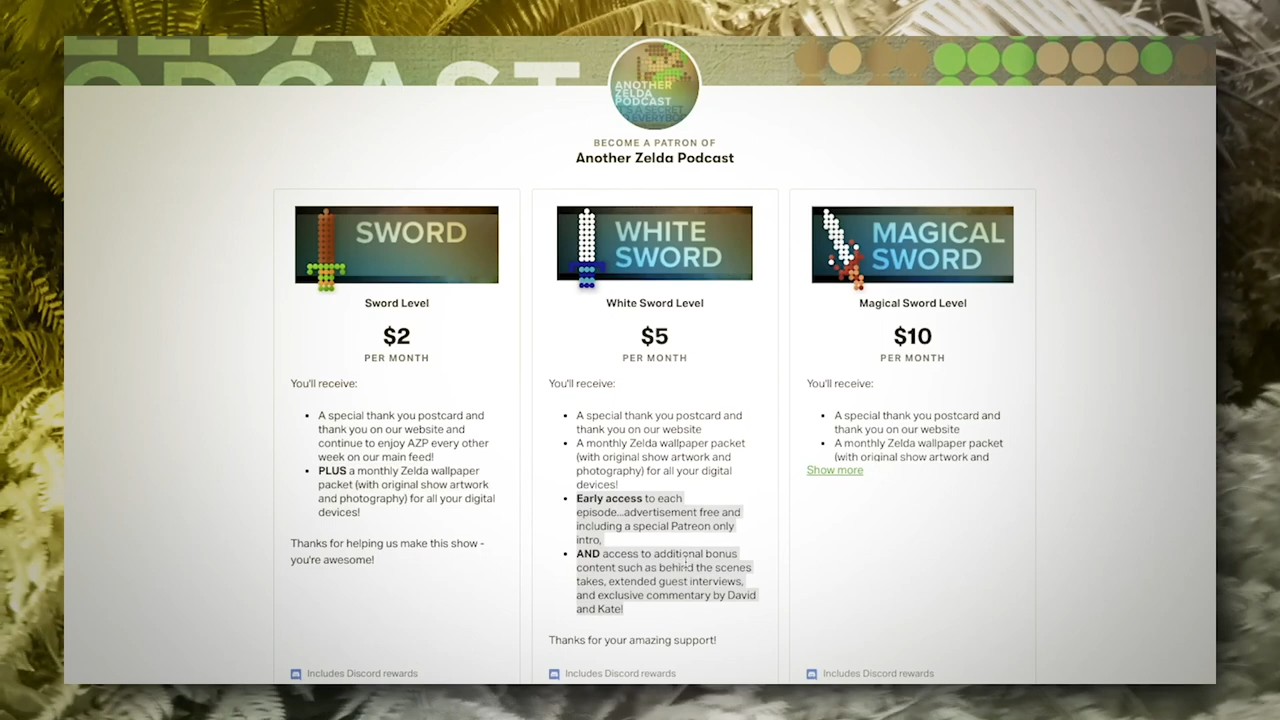 ZELDA
PODCAST
ANOTHER
ZELDA
PODCAST
BECOME A PATRON OF
Another Zelda Podcast
SWORD
Sword Level
$2
PER MONTH
You'll receive:
• A special thank you postcard and
thank you on our website and
continue to enjoy AZP every other
week on our main feed!
• PLUS a monthly Zelda wallpaper
packet (with original show artwork
and photography) for all your digital
devices!
Thanks for helping us make this show -
you're awesome!
Includes Discord rewards
WHITE
SWORD
White Sword Level
$5
PER MONTH
You'll receive:
• A special thank you postcard and
thank you on our website
• A monthly Zelda wallpaper packet
(with original show artwork and
photography) for all your digital
devices!
• Early access to each
episode...advertisement free and
including a special Patreon only
intro,
• AND access to additional bonus
content such as behind the scenes
takes, extended guest interviews,
and exclusive commentary by David
and Kate!
Thanks for your amazing support!
Includes Discord rewards
MAGICAL
SWORD
Magical Sword Level
$10
PER MONTH
You'll receive:
• A special thank you postcard and
thank you on our website
• A monthly Zelda wallpaper packet
(with original show artwork and
Show more
Includes Discord rewards